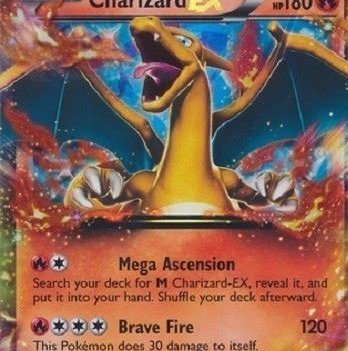 Charizard EX HP180
Mega Ascension
Search your deck for M Charizard-EX, reveal it, and
put it into your hand. Shuffle your deck afterward.
Brave Fire 120
This Pokémon does 30 damage to itself.